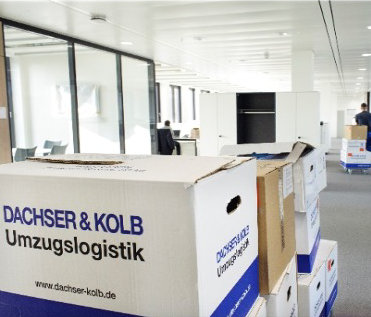 DACHSER & KOLB
Umzugslogistik
www.dachser-kolb.de
DACHSER & KOLB
Umzugslogistik